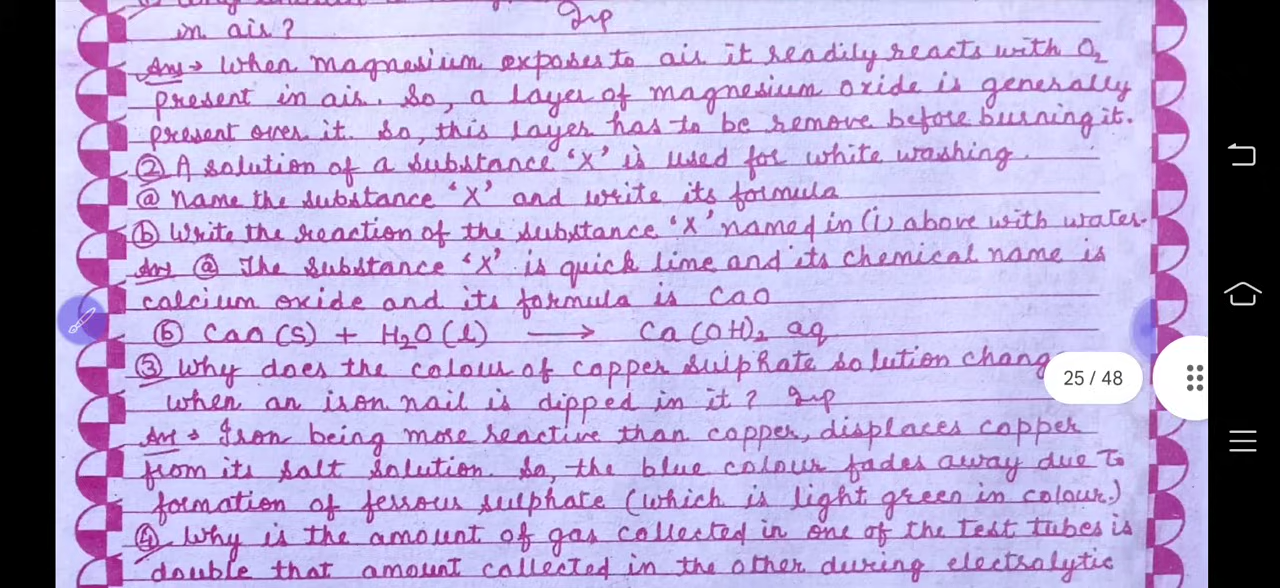 in air? Imp
Ans → When magnesium exposes to air it readily reacts with O₂
present in air. So, a layer of magnesium oxide is generally
present over it. So, this layer has to be remove before burning it.
② A solution of a substance 'X' is used for white washing.
ⓐ Name the substance 'X' and write its formula
ⓑ Write the reaction of the substance 'X' named in (i) above with water.
Ans ⓐ The substance 'X' is quick lime and its chemical name is
calcium oxide and its formula is CaO
ⓑ CaO (s) + H₂O (l) ⟶ Ca(OH)₂ aq
③ Why does the colour of copper sulphate solution chang
when an iron nail is dipped in it? Imp
25 / 48
Ans → Iron being more reactive than copper, displaces copper
from its salt solution. So, the blue colour fades away due to
formation of ferrous sulphate (which is light green in colour.)
④ Why is the amount of gas collected in one of the test tubes is
double that amount collected in the other during electrolytic